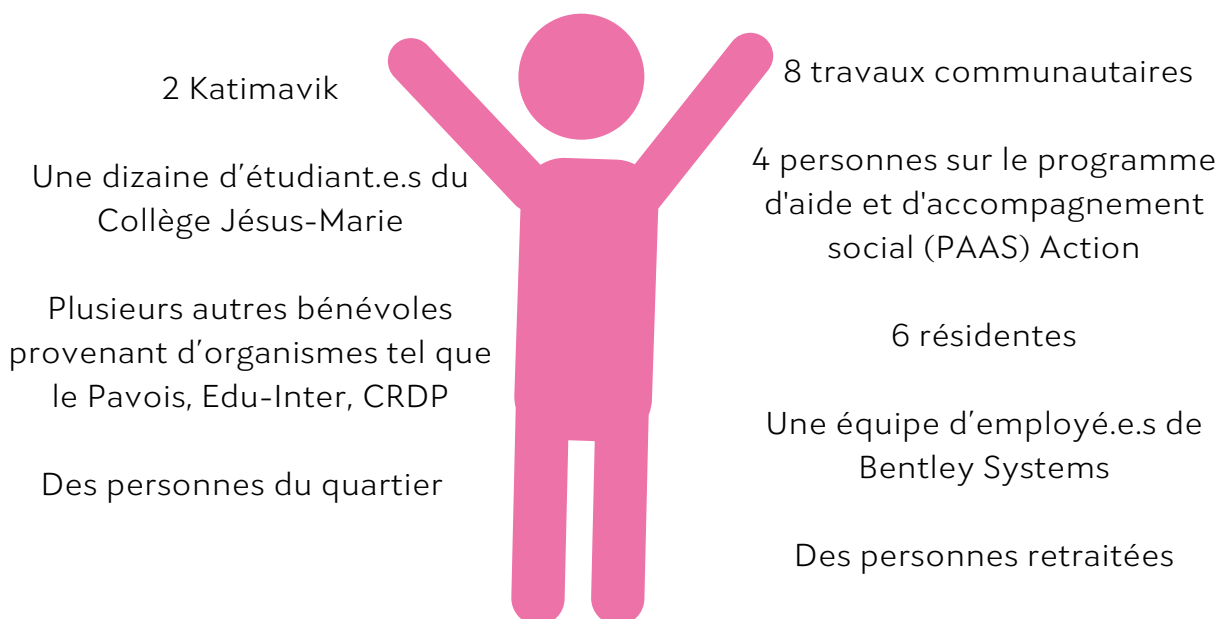 2 Katimavik
Une dizaine d’étudiant.e.s du
Collège Jésus-Marie
Plusieurs autres bénévoles
provenant d’organismes tel que
le Pavois, Edu-Inter, CRDP
Des personnes du quartier
8 travaux communautaires
4 personnes sur le programme
d'aide et d'accompagnement
social (PAAS) Action
6 résidentes
Une équipe d’employé.e.s de
Bentley Systems
Des personnes retraitées